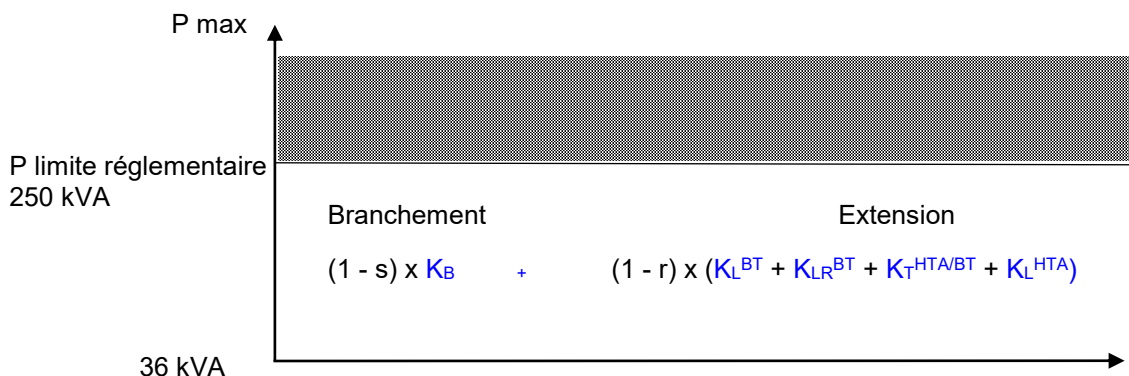 P max
P limite réglementaire
250 kVA
Branchement Extension
(1 - s) x KB + (1 - r) x (KLBT + KLRBT + KTHTA/BT + KLHTA)
36 kVA